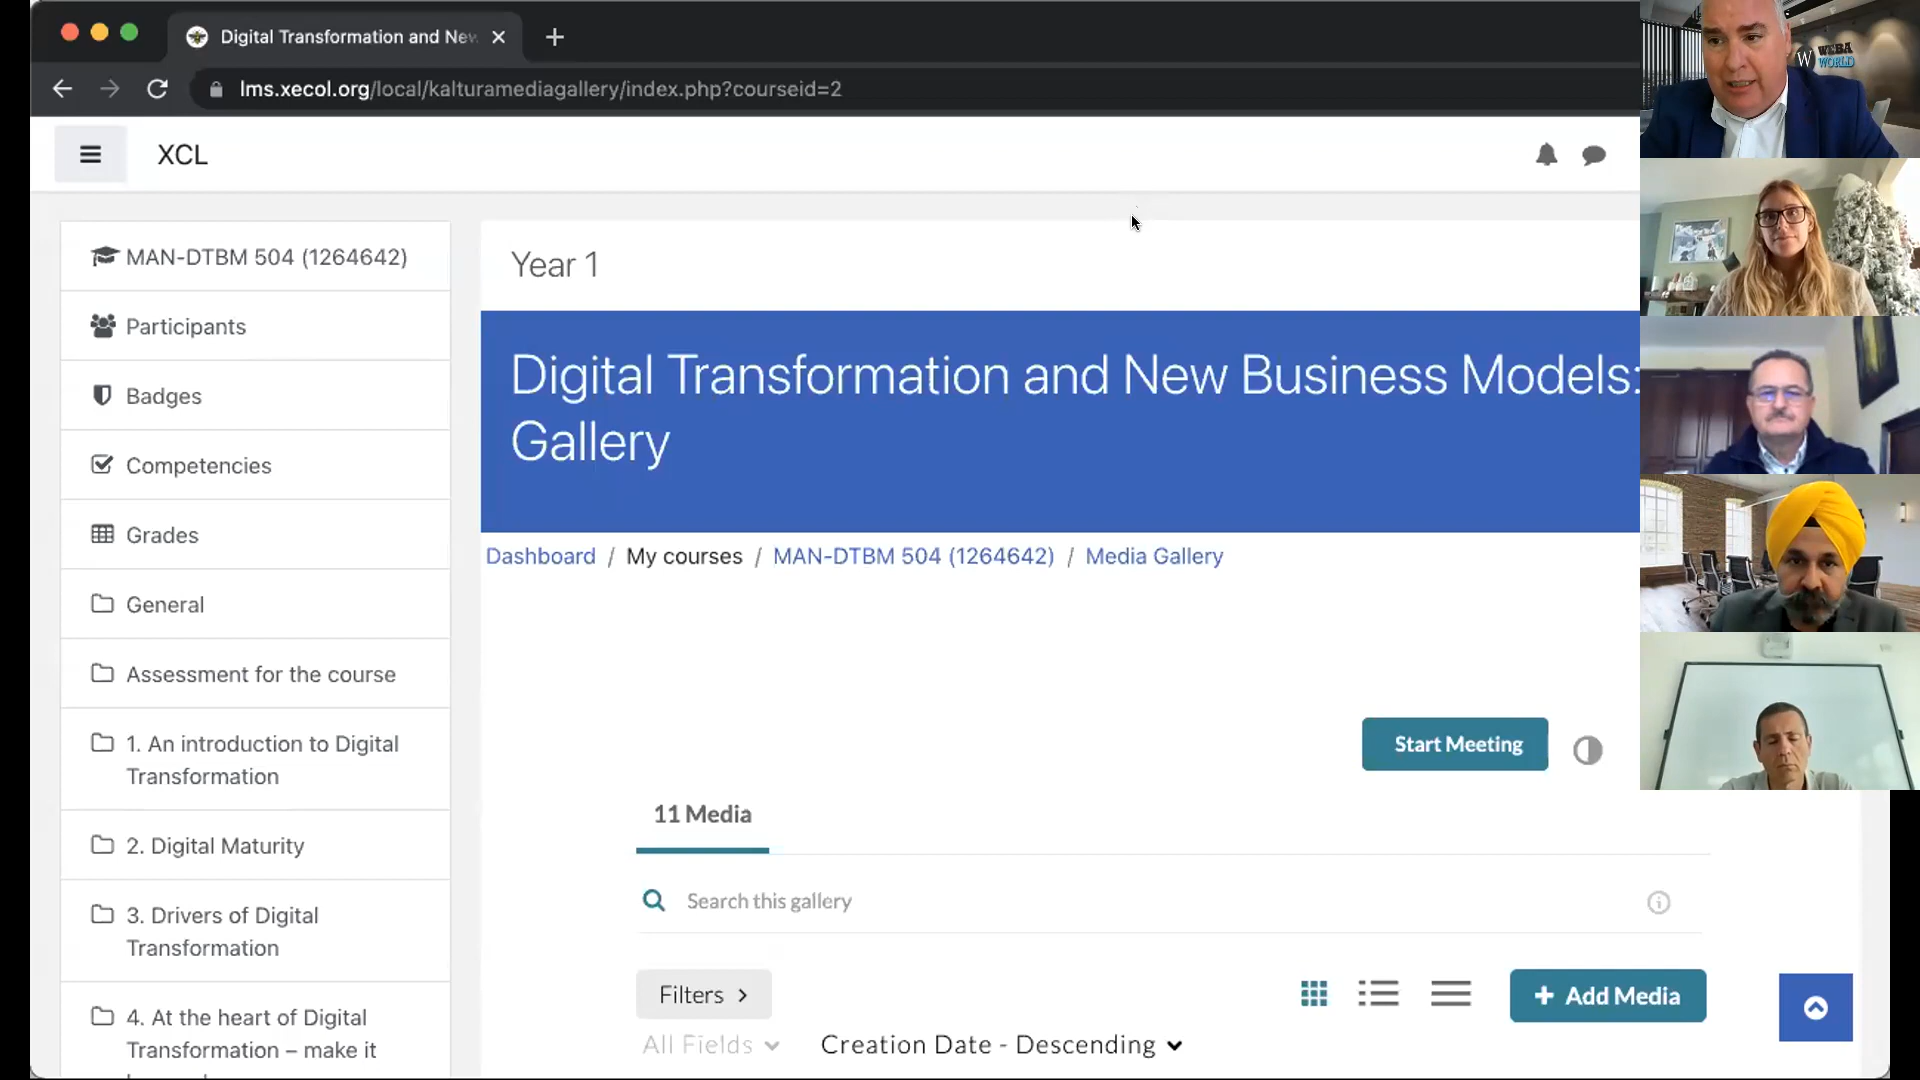 Digital Transformation and New
lms.xecol.org/local/kalturamediagallery/index.php?courseid=2
WEBA
WORLD
XCL
MAN-DTBM 504 (1264642)
Participants
Badges
Competencies
Grades
General
Assessment for the course
1. An introduction to Digital
Transformation
2. Digital Maturity
3. Drivers of Digital
Transformation
4. At the heart of Digital
Transformation – make it
Year 1
Digital Transformation and New Business Models:
Gallery
Dashboard / My courses / MAN-DTBM 504 (1264642) / Media Gallery
Start Meeting
11 Media
Search this gallery
Filters
+ Add Media
All Fields
Creation Date - Descending